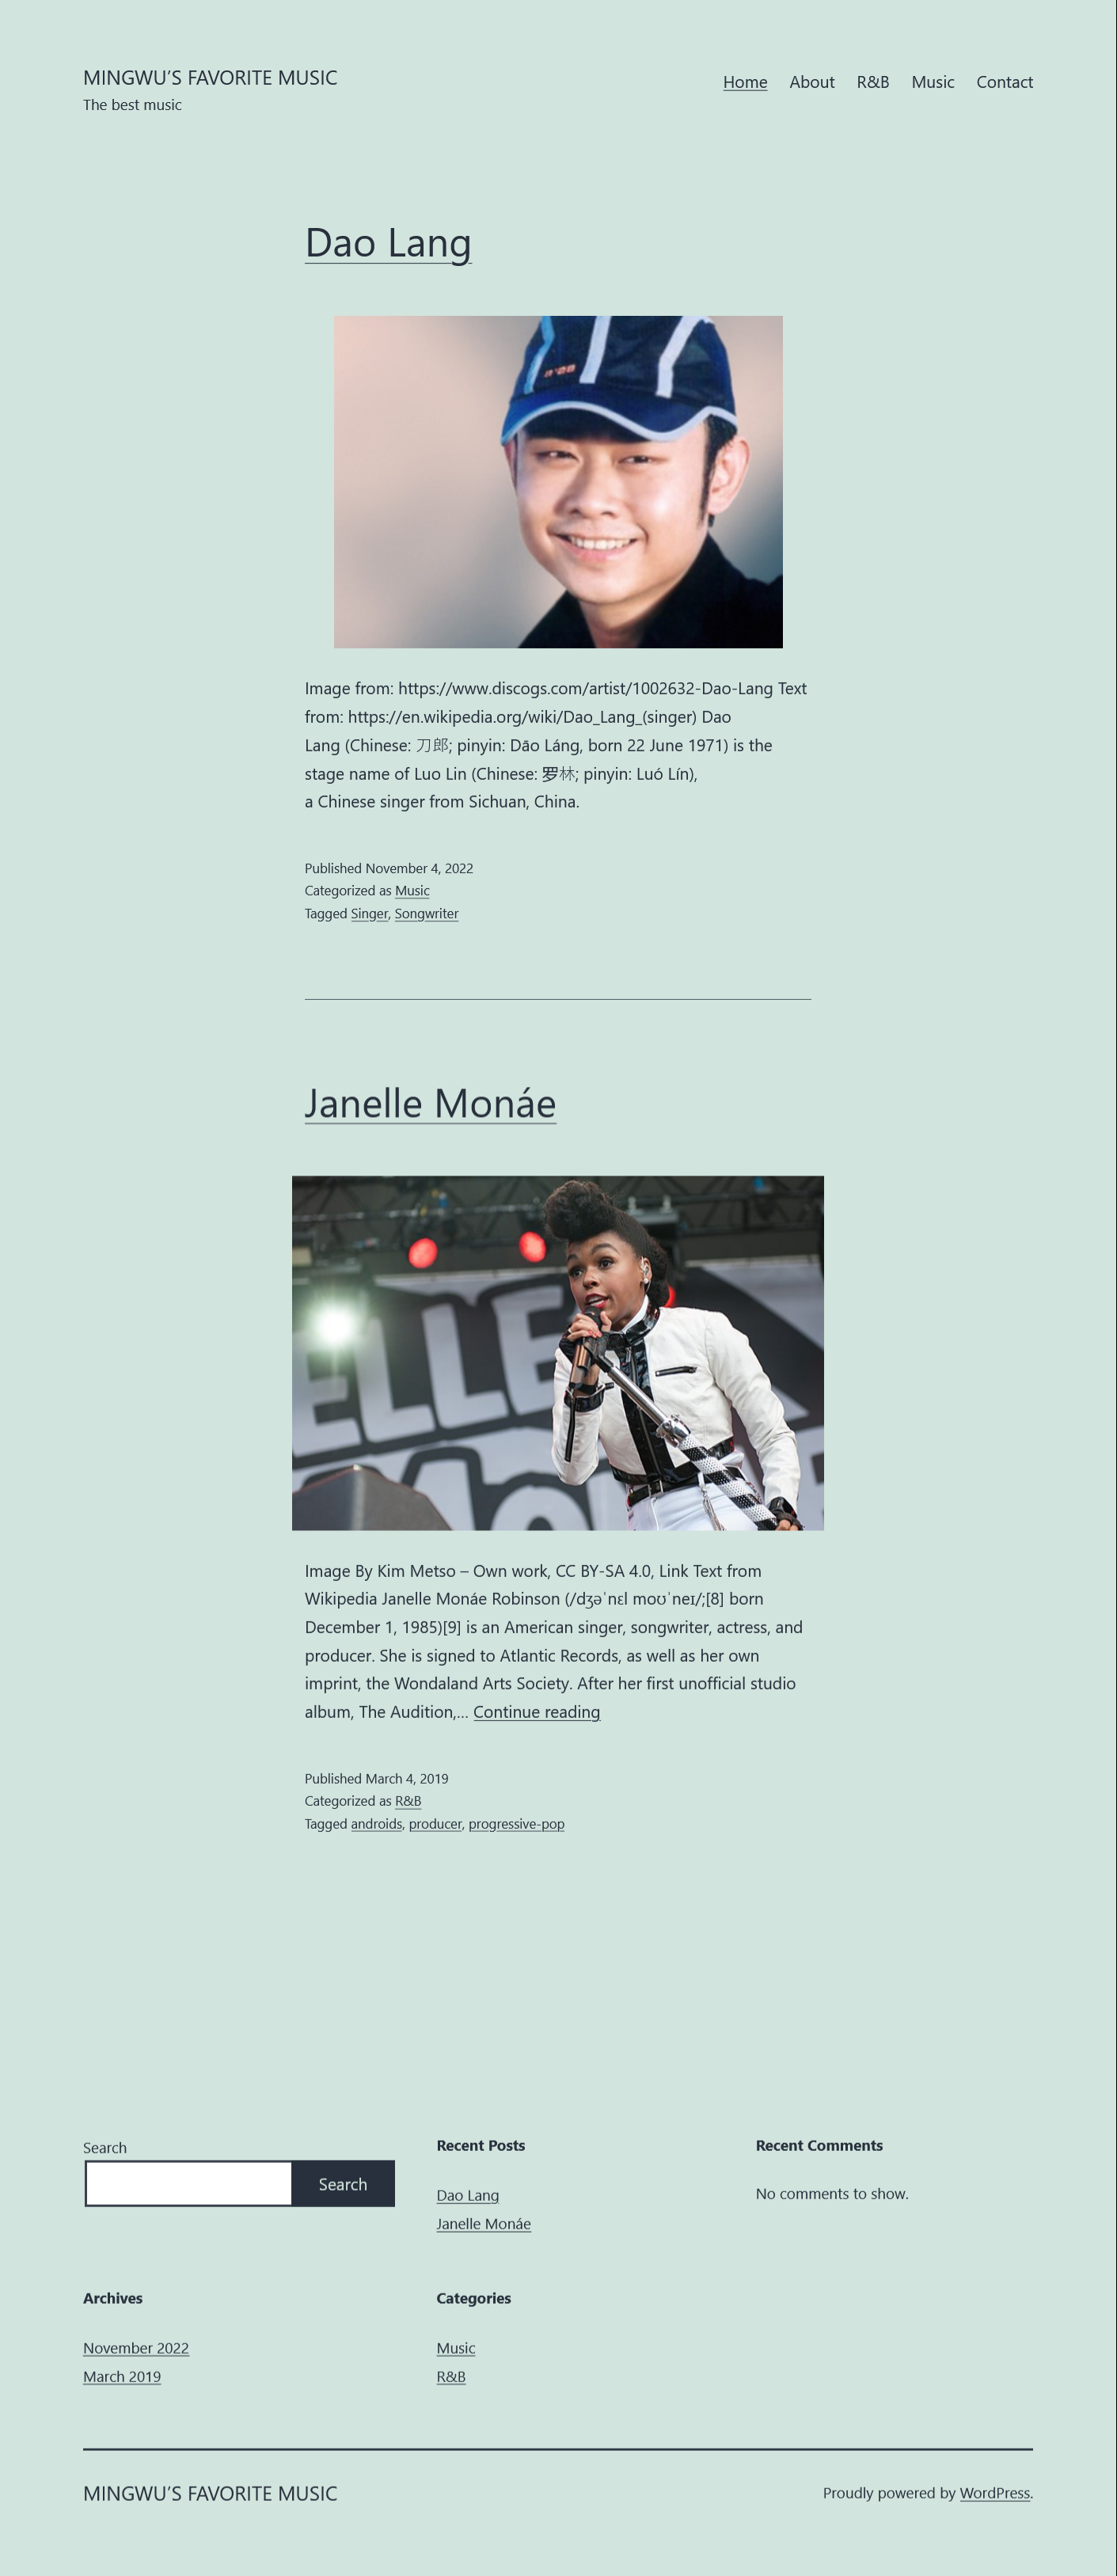 MINGWU'S FAVORITE MUSIC
The best music
Home About R&B Music Contact
Dao Lang
Image from: https://www.discogs.com/artist/1002632-Dao-Lang Text
from: https://en.wikipedia.org/wiki/Dao_Lang_(singer) Dao
Lang (Chinese: 刀郎; pinyin: Dāo Láng, born 22 June 1971) is the
stage name of Luo Lin (Chinese: 罗林; pinyin: Luó Lín),
a Chinese singer from Sichuan, China.
Published November 4, 2022
Categorized as Music
Tagged Singer, Songwriter
Janelle Monáe
ELLE
Image By Kim Metso – Own work, CC BY-SA 4.0, Link Text from
Wikipedia Janelle Monáe Robinson (/dʒəˈnɛl moʊˈneɪ/;[8] born
December 1, 1985)[9] is an American singer, songwriter, actress, and
producer. She is signed to Atlantic Records, as well as her own
imprint, the Wondaland Arts Society. After her first unofficial studio
album, The Audition,… Continue reading
Published March 4, 2019
Categorized as R&B
Tagged androids, producer, progressive-pop
Search
Search
Recent Posts
Dao Lang
Janelle Monáe
Recent Comments
No comments to show.
Archives
November 2022
March 2019
Categories
Music
R&B
MINGWU'S FAVORITE MUSIC
Proudly powered by WordPress.